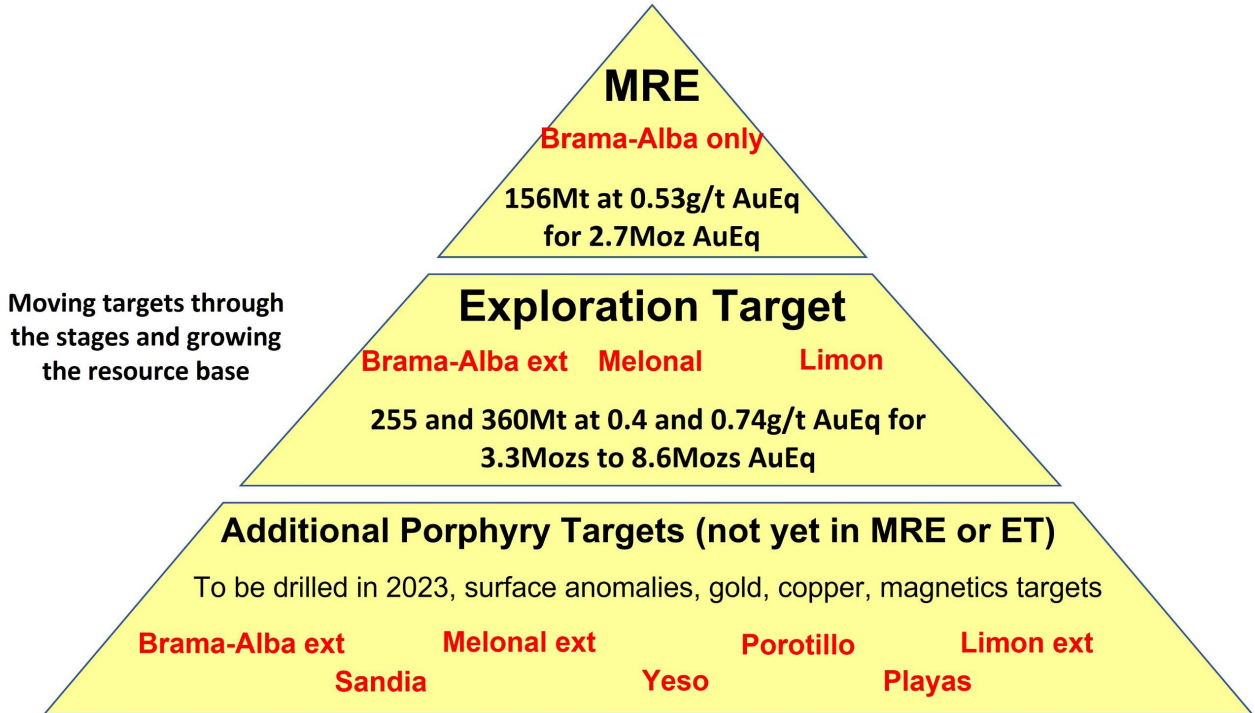 MRE
Brama-Alba only
156Mt at 0.53g/t AuEq
for 2.7Moz AuEq
Moving targets through
the stages and growing
the resource base
Exploration Target
Brama-Alba ext Melonal Limon
255 and 360Mt at 0.4 and 0.74g/t AuEq for
3.3Mozs to 8.6Mozs AuEq
Additional Porphyry Targets (not yet in MRE or ET)
To be drilled in 2023, surface anomalies, gold, copper, magnetics targets
Brama-Alba ext Melonal ext Porotillo Limon ext
Sandia Yeso Playas